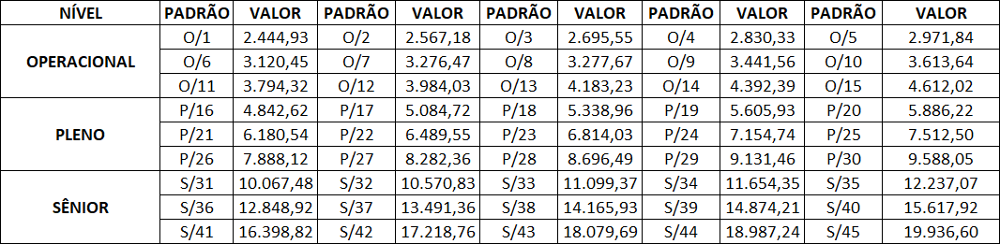 NÍVEL PADRÃO VALOR PADRÃO VALOR PADRÃO VALOR PADRÃO VALOR PADRÃO VALOR
O/1 2.444,93 O/2 2.567,18 O/3 2.695,55 O/4 2.830,33 O/5 2.971,84
OPERACIONAL O/6 3.120,45 O/7 3.276,47 O/8 3.277,67 O/9 3.441,56 O/10 3.613,64
O/11 3.794,32 O/12 3.984,03 O/13 4.183,23 O/14 4.392,39 O/15 4.612,02
P/16 4.842,62 P/17 5.084,72 P/18 5.338,96 P/19 5.605,93 P/20 5.886,22
PLENO P/21 6.180,54 P/22 6.489,55 P/23 6.814,03 P/24 7.154,74 P/25 7.512,50
P/26 7.888,12 P/27 8.282,36 P/28 8.696,49 P/29 9.131,46 P/30 9.588,05
S/31 10.067,48 S/32 10.570,83 S/33 11.099,37 S/34 11.654,35 S/35 12.237,07
SÊNIOR S/36 12.848,92 S/37 13.491,36 S/38 14.165,93 S/39 14.874,21 S/40 15.617,92
S/41 16.398,82 S/42 17.218,76 S/43 18.079,69 S/44 18.987,24 S/45 19.936,60